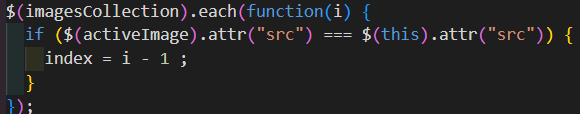 $(imagesCollection).each(function(i) {
if ($(activeImage).attr("src") === $(this).attr("src")) {
index = i - 1 ;
}
});